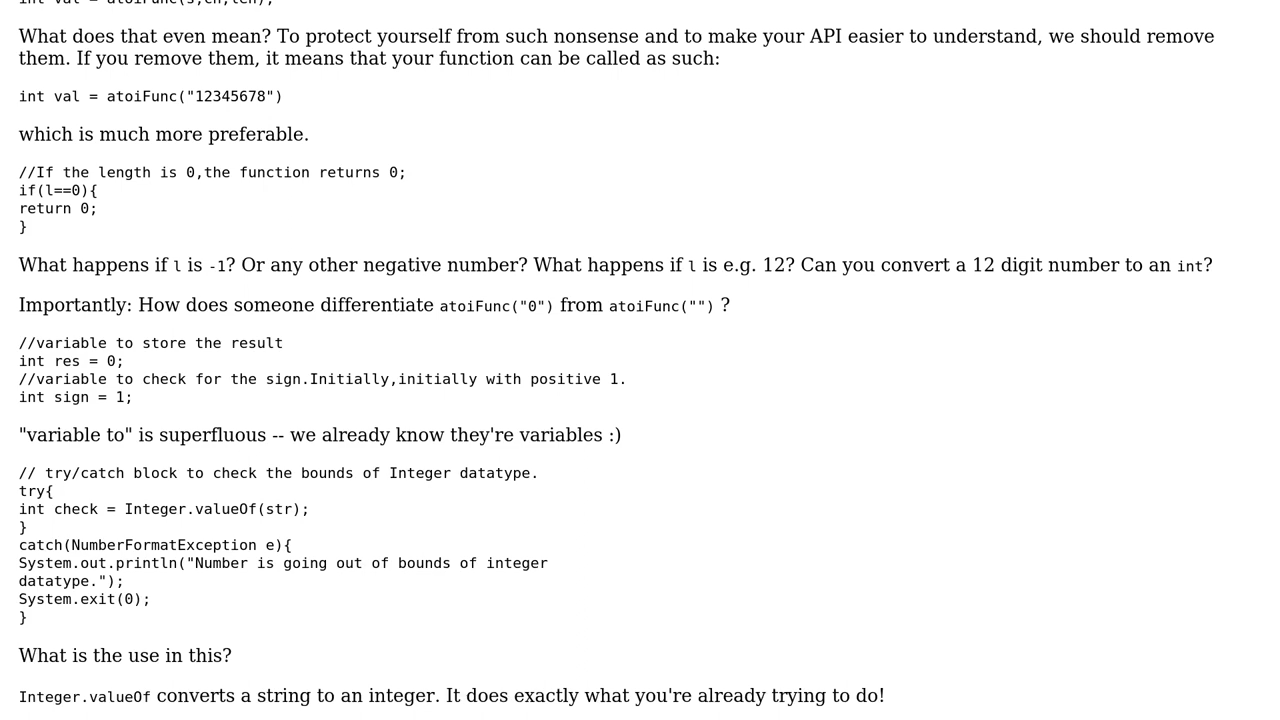 int val = atoiFunc(s,ch,len);
What does that even mean? To protect yourself from such nonsense and to make your API easier to understand, we should remove
them. If you remove them, it means that your function can be called as such:
int val = atoiFunc("12345678")
which is much more preferable.
//If the length is 0,the function returns 0;
if(l==0){
return 0;
}
What happens if l is -1? Or any other negative number? What happens if l is e.g. 12? Can you convert a 12 digit number to an int?
Importantly: How does someone differentiate atoiFunc("0") from atoiFunc("") ?
//variable to store the result
int res = 0;
//variable to check for the sign.Initially,initially with positive 1.
int sign = 1;
"variable to" is superfluous -- we already know they're variables :)
// try/catch block to check the bounds of Integer datatype.
try{
int check = Integer.valueOf(str);
}
catch(NumberFormatException e){
System.out.println("Number is going out of bounds of integer
datatype.");
System.exit(0);
}
What is the use in this?
Integer.valueOf converts a string to an integer. It does exactly what you're already trying to do!